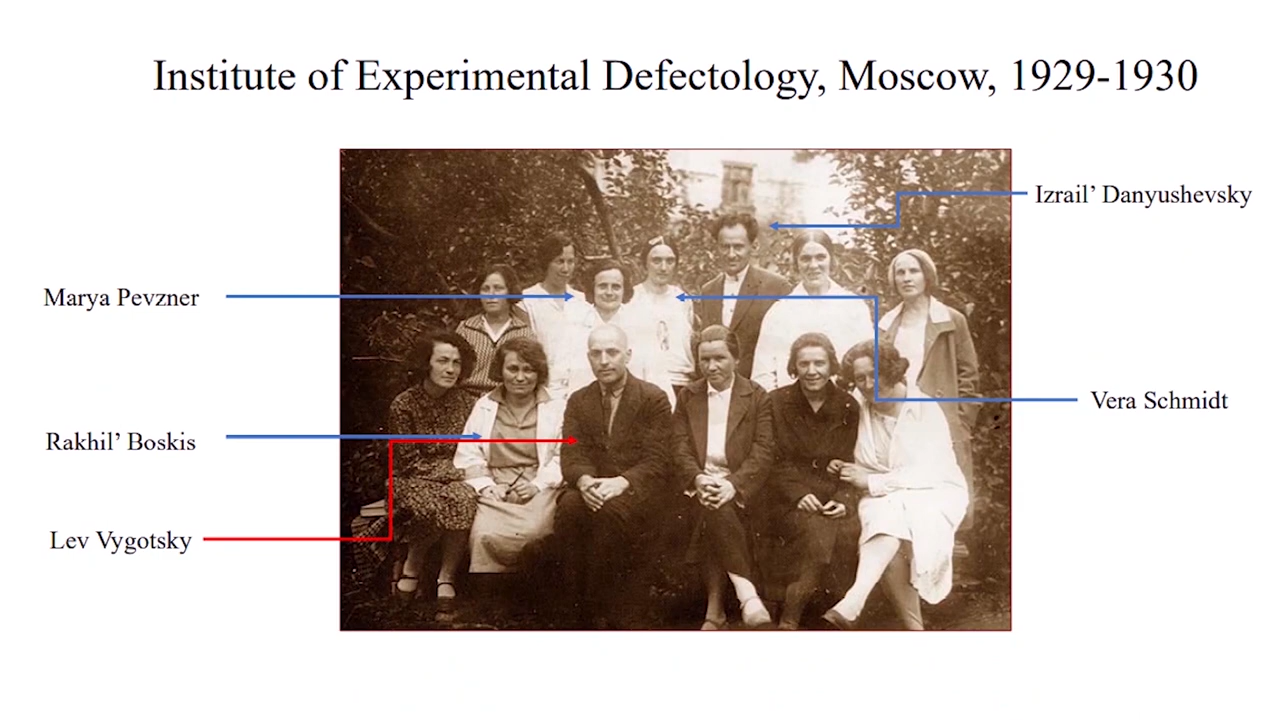 Institute of Experimental Defectology, Moscow, 1929-1930
Izrail’ Danyushevsky
Marya Pevzner
Vera Schmidt
Rakhil’ Boskis
Lev Vygotsky